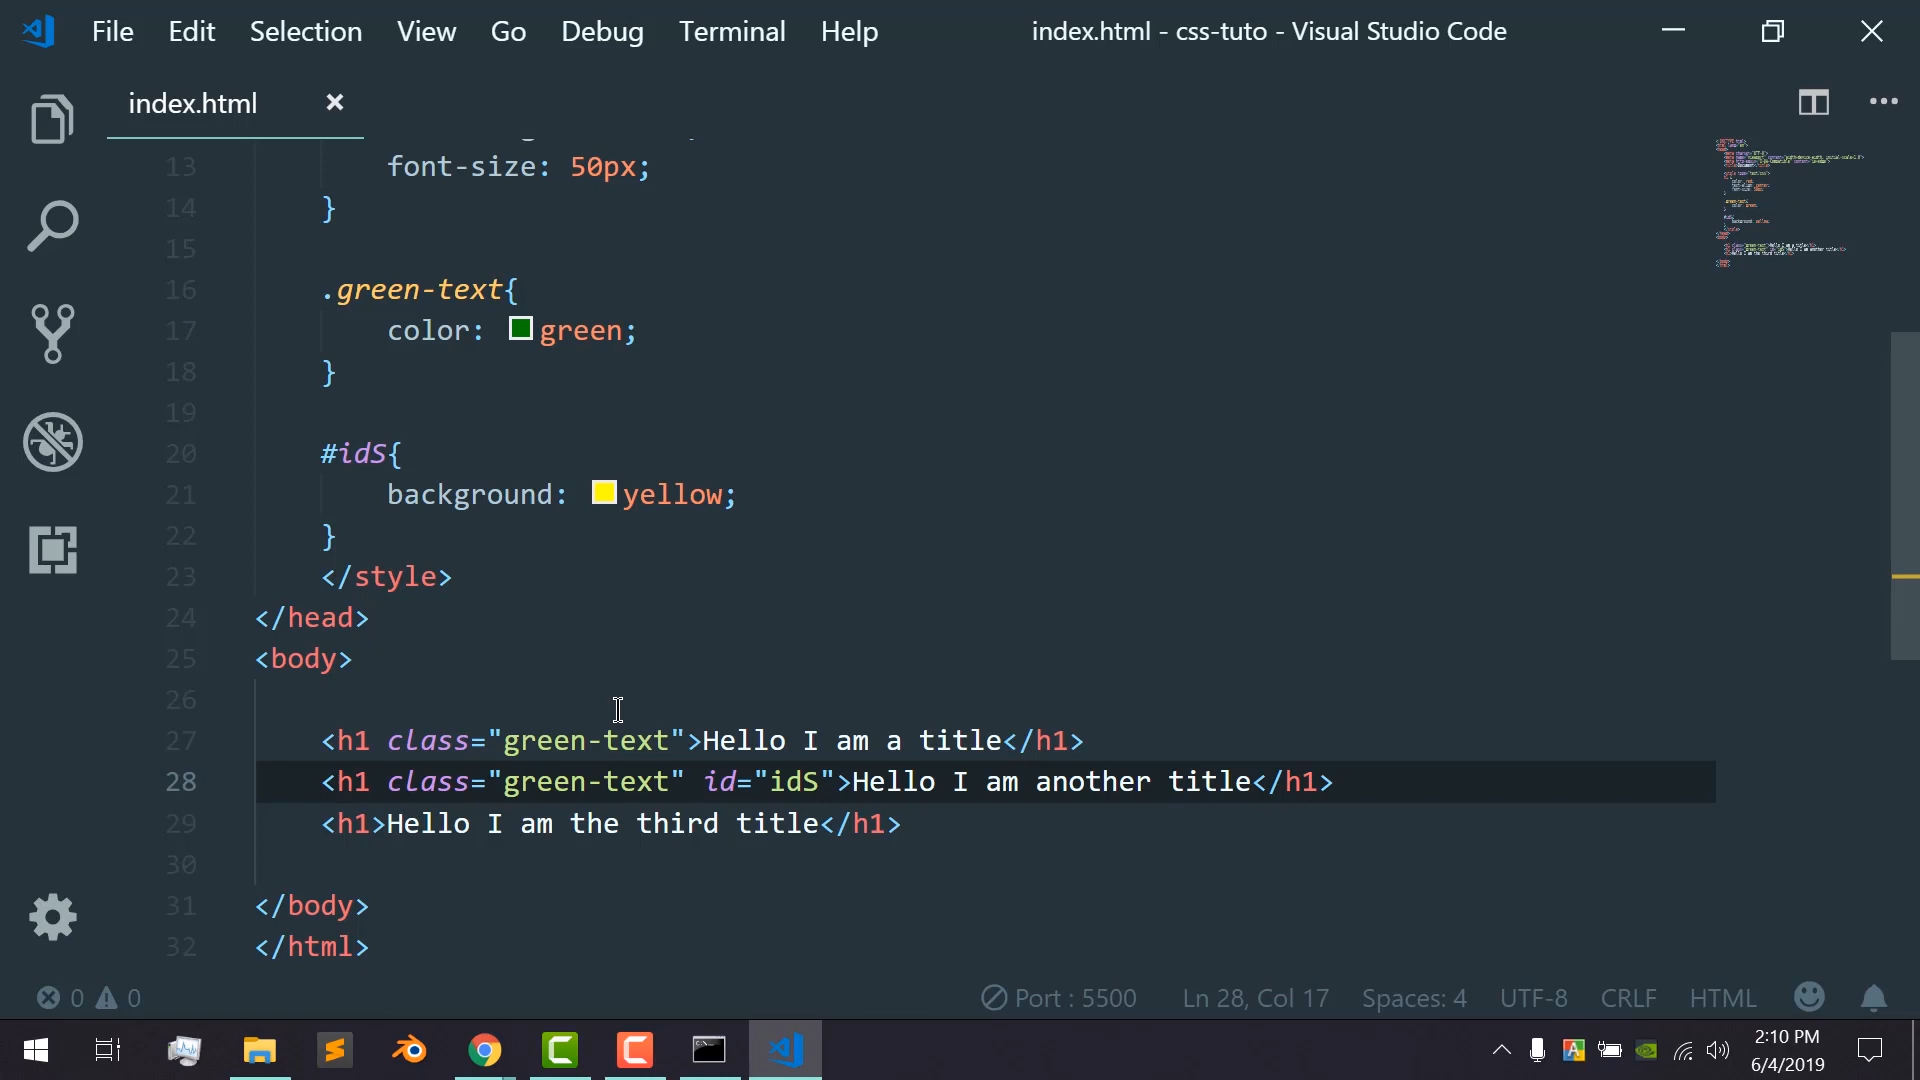 File Edit Selection View Go Debug Terminal Help index.html - css-tuto - Visual Studio Code
index.html
13 font-size: 50px;
14 }
15
16 .green-text{
17 color: green;
18 }
19
20 #idS{
21 background: yellow;
22 }
23 </style>
24 </head>
25 <body>
26
27 <h1 class="green-text">Hello I am a title</h1>
28 <h1 class="green-text" id="idS">Hello I am another title</h1>
29 <h1>Hello I am the third title</h1>
30
31 </body>
32 </html>
0 0 Port : 5500 Ln 28, Col 17 Spaces: 4 UTF-8 CRLF HTML
2:10 PM
6/4/2019